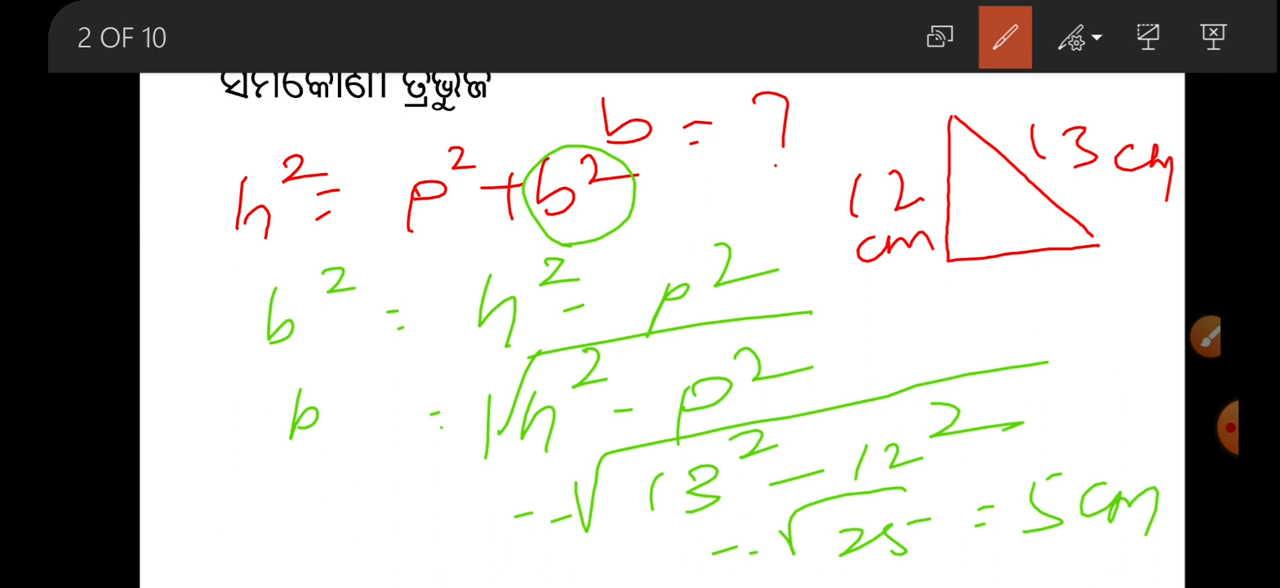 2 OF 10
ସମକୋଣୀ ତ୍ରିଭୁଜ
b = ?
h² = p² + b²
13 cm
12
cm
b² = h² - p²
b = √h² - p²
= √13² - 12²
= √25 = 5 cm